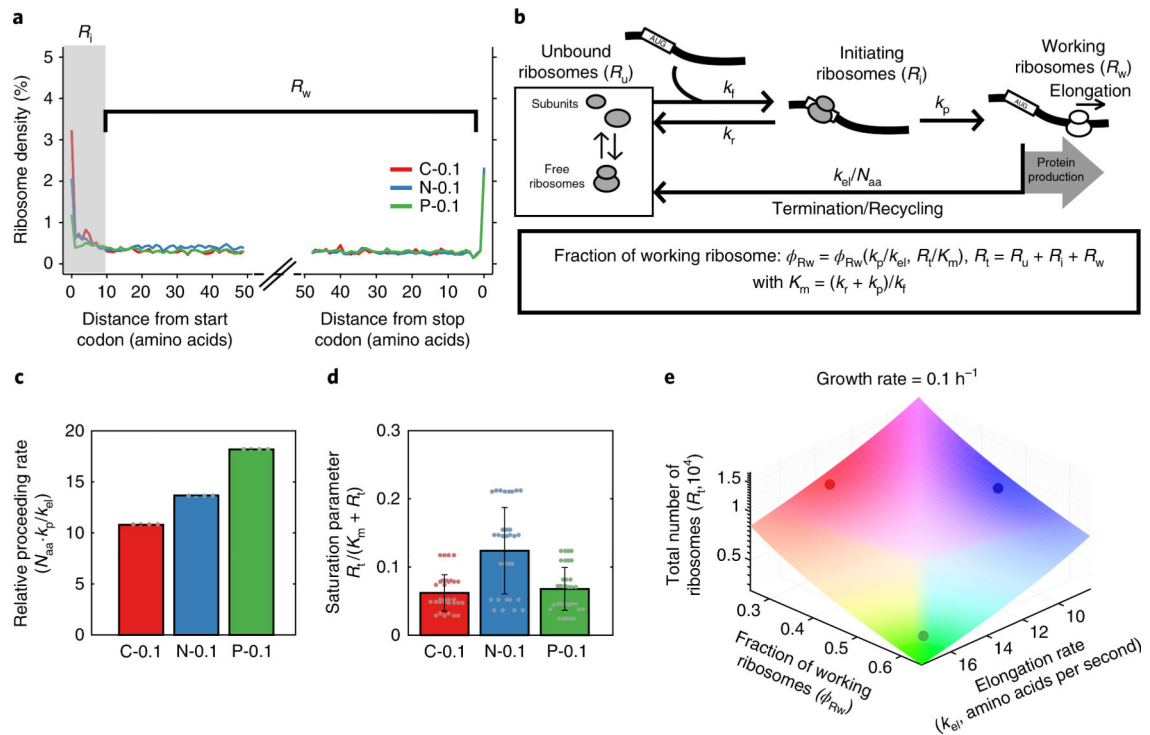 a
R_i
R_w
5
4
3
2
1
0
Ribosome density (%)
C-0.1
N-0.1
P-0.1
0 10 20 30 40 50
50 40 30 20 10 0
Distance from start
codon (amino acids)
Distance from stop
codon (amino acids)
b
Unbound
ribosomes (R_u)
Subunits
Free
ribosomes
AUG
k_f
k_r
Initiating
ribosomes (R_i)
k_p
Working
ribosomes (R_w)
Elongation
AUG
Protein
production
k_el/N_aa
Termination/Recycling
Fraction of working ribosome: ϕ_Rw = ϕ_Rw(k_p/k_el, R_t/K_m), R_t = R_u + R_i + R_w
with K_m = (k_r + k_p)/k_f
c
20
15
10
5
0
Relative proceeding rate
(N_aa·k_p/k_el)
C-0.1 N-0.1 P-0.1
d
0.3
0.2
0.1
0
Saturation parameter
R_t/(K_m + R_t)
C-0.1 N-0.1 P-0.1
e
Growth rate = 0.1 h⁻¹
1.5
1
0.5
Total number of
ribosomes (R_t,10⁴)
0.3
0.4
0.5
0.6
Fraction of working
ribosomes (ϕ_Rw)
16
14
12
10
Elongation rate
(k_el, amino acids per second)